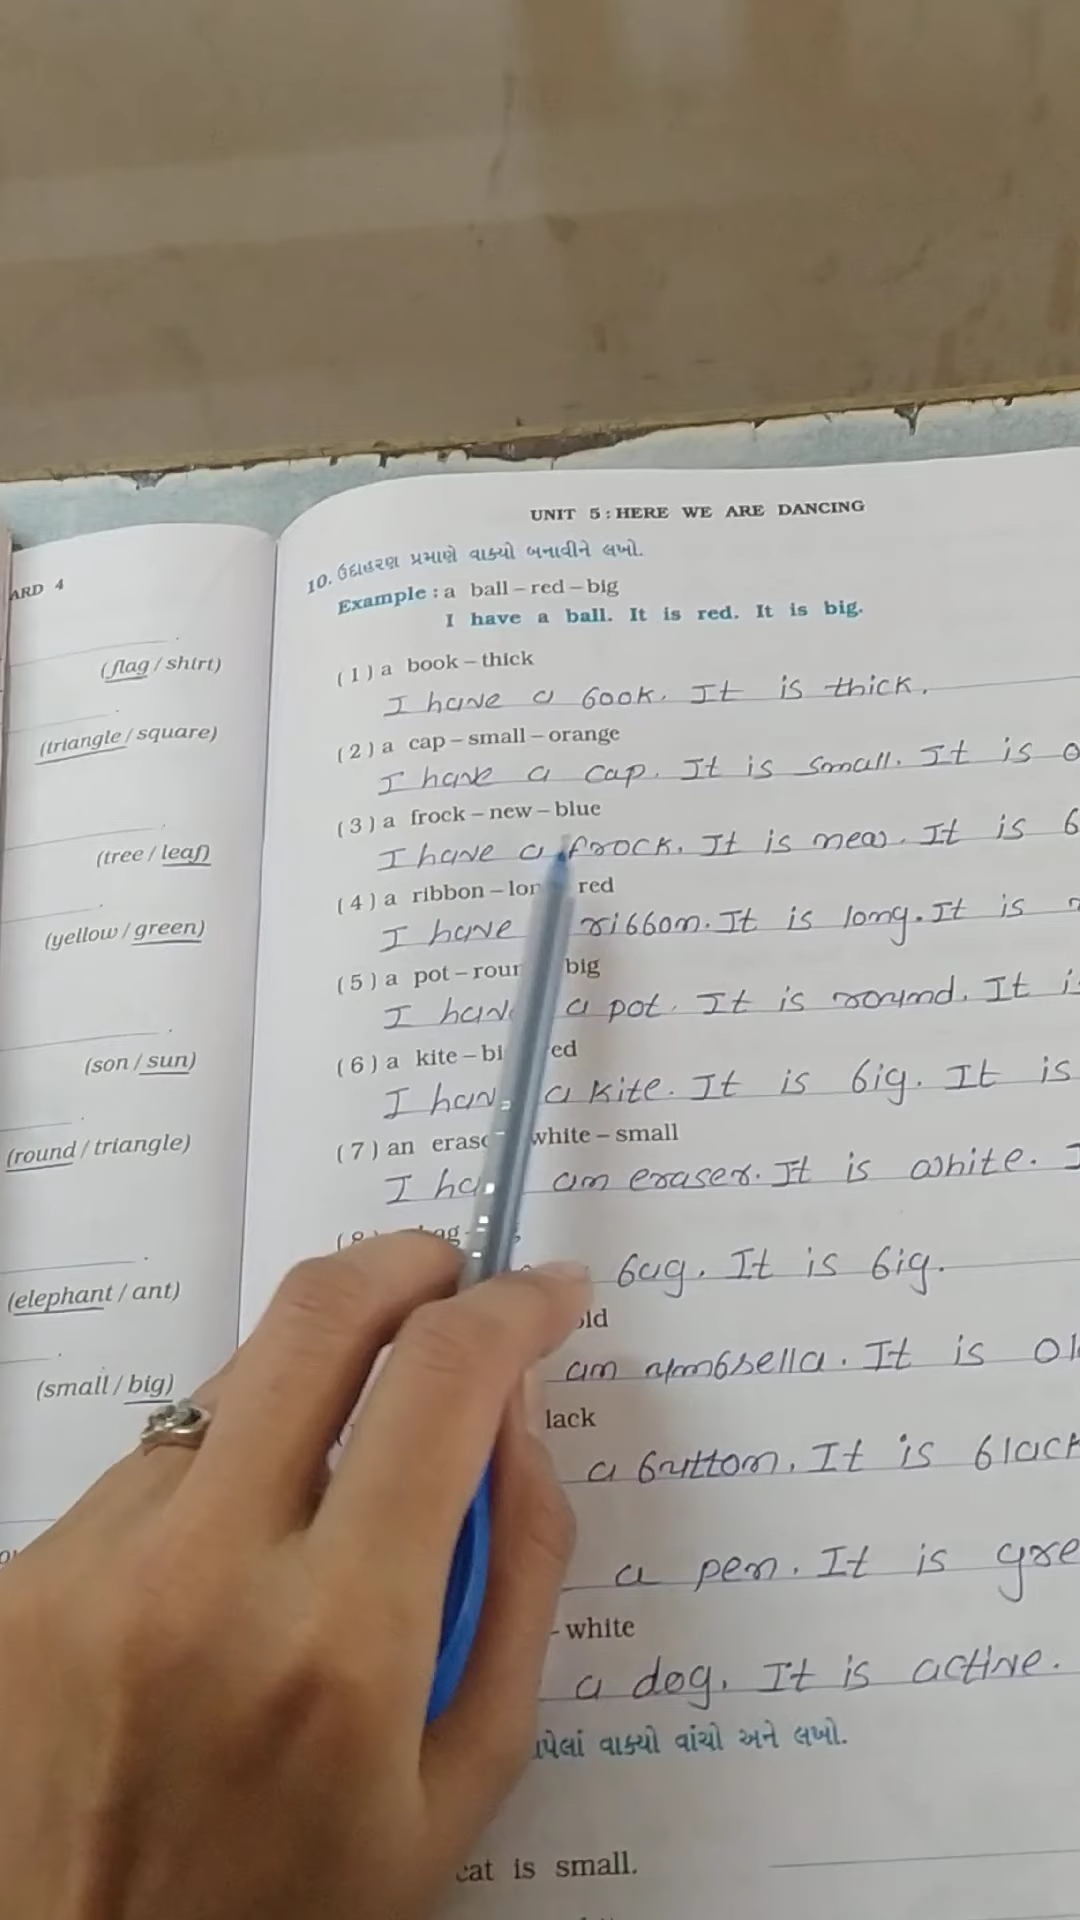 ARD 4
(flag / shirt)
(triangle / square)
(tree / leaf)
(yellow / green)
(son / sun)
(round / triangle)
(elephant / ant)
(small / big)
UNIT 5 : HERE WE ARE DANCING
10. ઉદાહરણ પ્રમાણે વાક્યો બનાવીને લખો.
Example : a ball – red – big
I have a ball. It is red. It is big.
(1) a book – thick
I have a book. It is thick.
(2) a cap – small – orange
I have a cap. It is small. It is
(3) a frock – new – blue
I have a frock. It is new. It is
(4) a ribbon – red
I have ribbon. It is long. It is
(5) a pot – big
I a pot. It is round. It
(6) a kite –
I a kite. It is big. It is
(7) an white – small
I an eraser. It is white.
bag. It is big.
an umbrella. It is
a button. It is black
a pen. It is
- white
a dog. It is active.
વાક્યો વાંચો અને લખો.
cat is small.